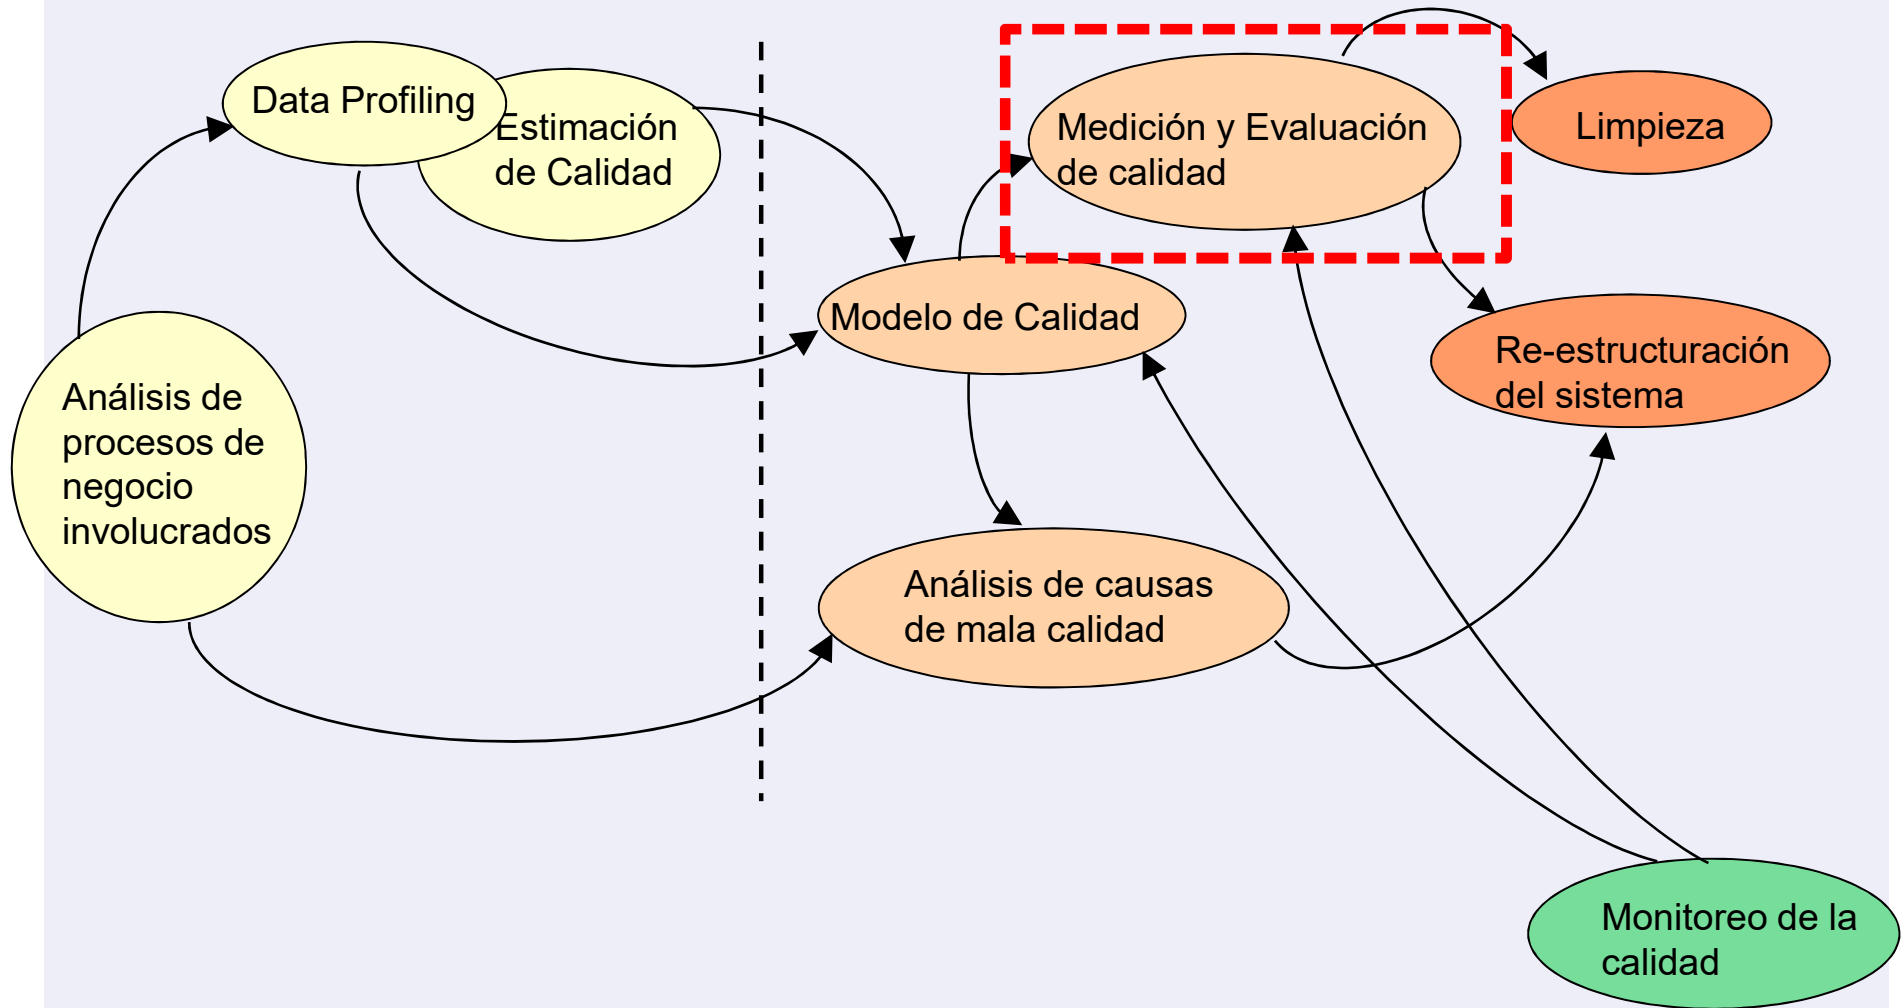 Data Profiling
Estimación
de Calidad
Medición y Evaluación
de calidad
Limpieza
Modelo de Calidad
Re-estructuración
del sistema
Análisis de
procesos de
negocio
involucrados
Análisis de causas
de mala calidad
Monitoreo de la
calidad